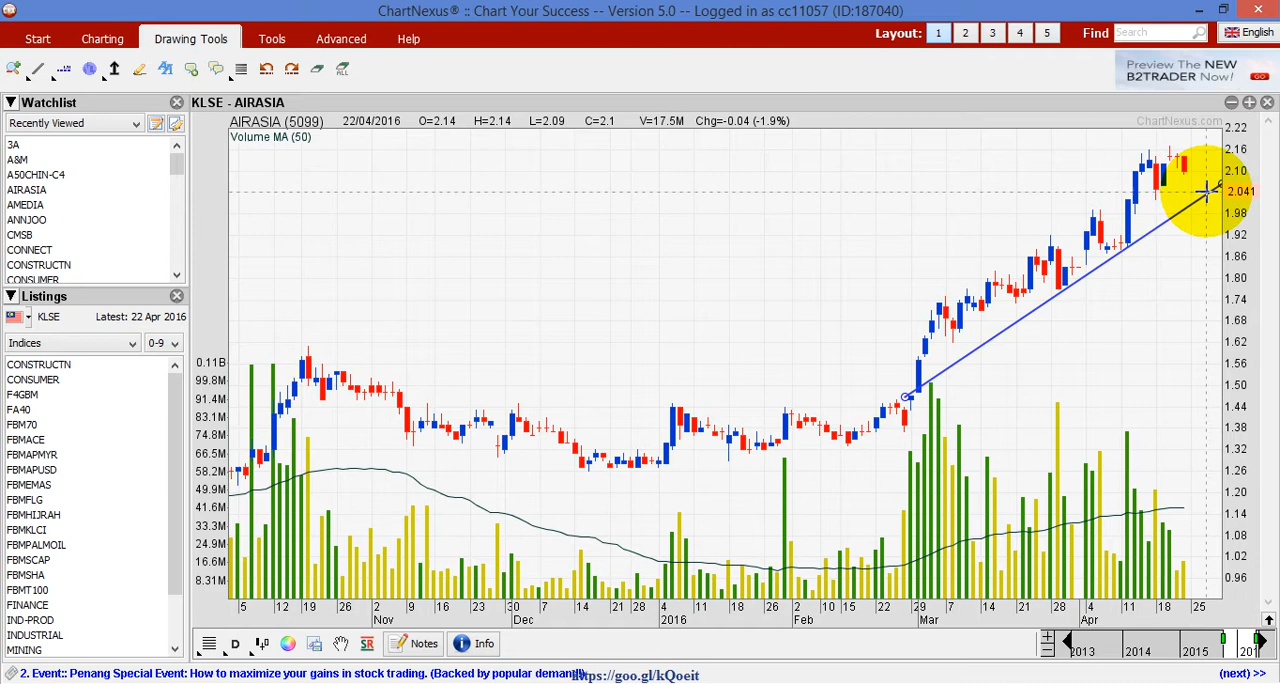 ChartNexus® :: Chart Your Success -- Version 5.0 -- Logged in as cc11057 (ID:187040)
Start Charting Drawing Tools Tools Advanced Help Layout: 1 2 3 4 5 Find Search English
ALL
Preview The NEW
B2TRADER Now! GO
Watchlist
Recently Viewed
3A
A&M
A50CHIN-C4
AIRASIA
AMEDIA
ANNJOO
CMSB
CONNECT
CONSTRUCTN
CONSUMER
Listings
KLSE Latest: 22 Apr 2016
Indices 0-9
CONSTRUCTN
CONSUMER
F4GBM
FA40
FBM70
FBMACE
FBMAPMYR
FBMAPUSD
FBMEMAS
FBMFLG
FBMHIJRAH
FBMKLCI
FBMPALMOIL
FBMSCAP
FBMSHA
FBMT100
FINANCE
IND-PROD
INDUSTRIAL
MINING
KLSE - AIRASIA
AIRASIA (5099) 22/04/2016 O=2.14 H=2.14 L=2.09 C=2.1 V=17.5M Chg=-0.04 (-1.9%) ChartNexus.com
Volume MA (50)
2.22
2.16
2.10
2.041
1.98
1.92
1.86
1.80
1.74
1.68
1.62
1.56
1.50
1.44
1.38
1.32
1.26
1.20
1.14
1.08
1.02
0.96
0.11B
99.8M
91.4M
83.1M
74.8M
66.5M
58.2M
49.9M
41.6M
33.3M
24.9M
16.6M
8.31M
5 12 19 26 2 9 16 23 30 7 14 21 28 4 11 18 26 2 10 15 22 29 7 14 21 28 4 11 18 25
Nov Dec 2016 Feb Mar Apr
D SR Notes Info
2013 2014 2015 201
2. Event:: Penang Special Event: How to maximize your gains in stock trading. (Backed by popular demand)
https://goo.gl/kQoeit
(next) >>